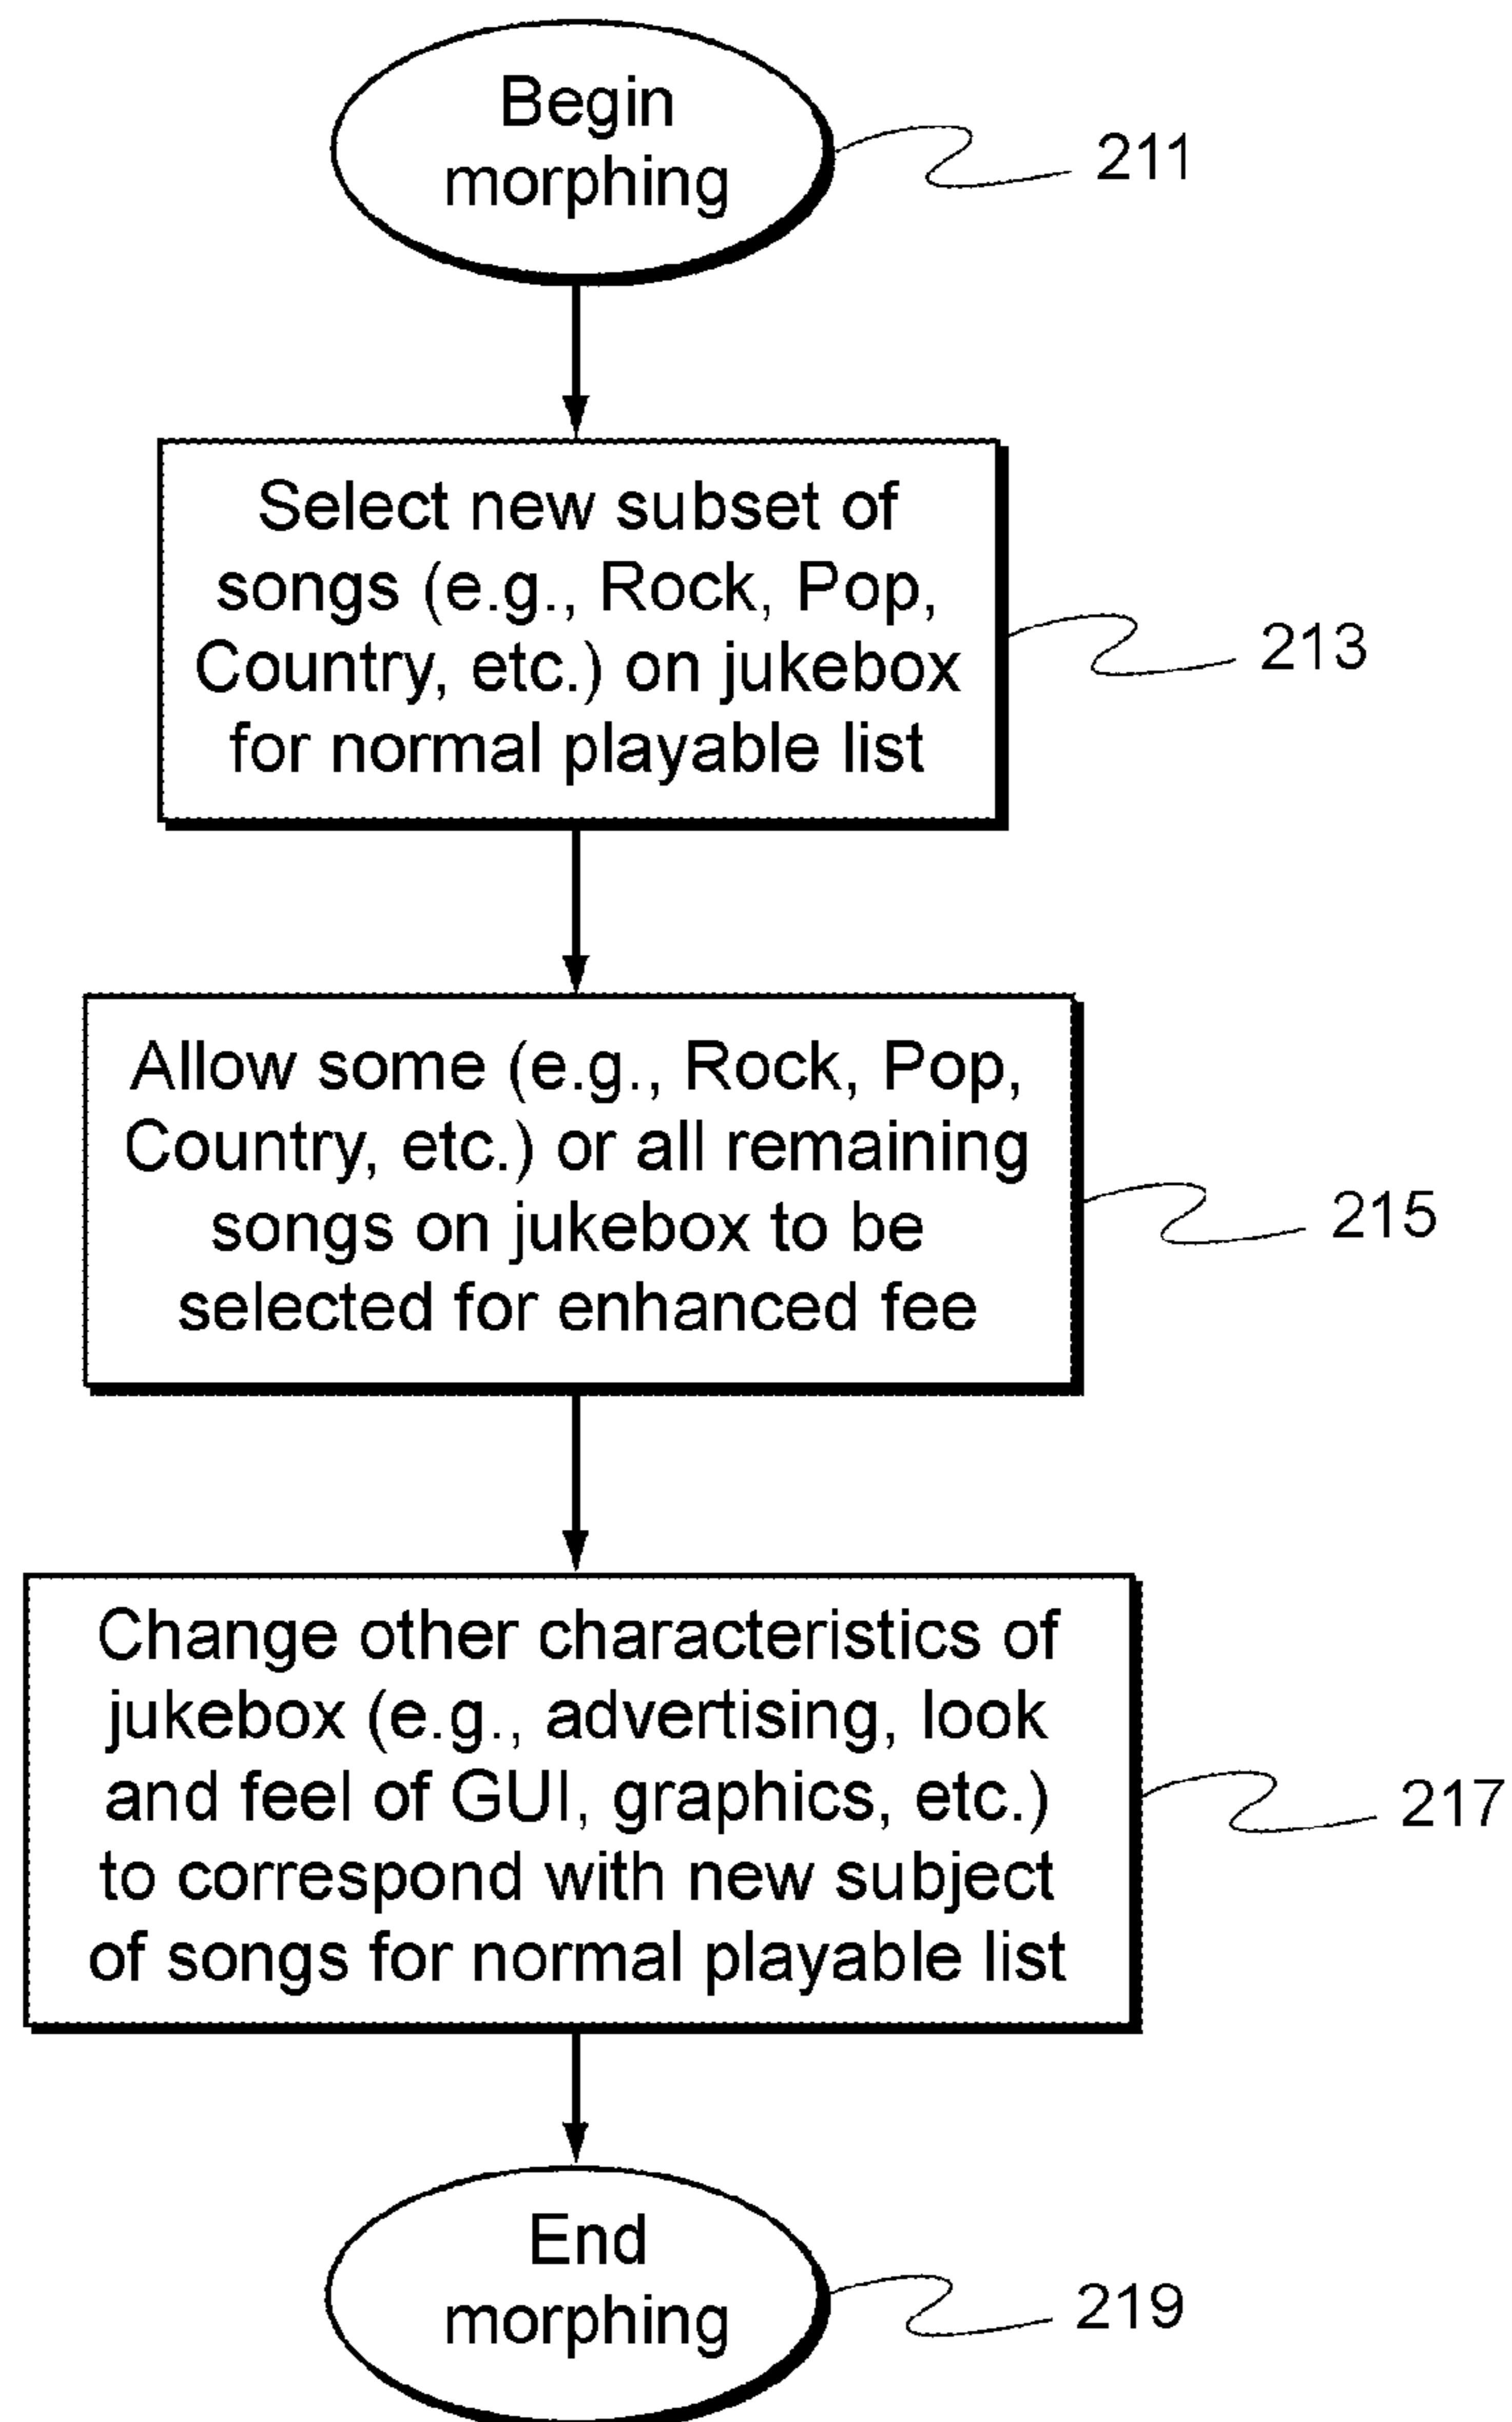 Begin
morphing
211
Select new subset of
songs (e.g., Rock, Pop,
Country, etc.) on jukebox
for normal playable list
213
Allow some (e.g., Rock, Pop,
Country, etc.) or all remaining
songs on jukebox to be
selected for enhanced fee
215
Change other characteristics of
jukebox (e.g., advertising, look
and feel of GUI, graphics, etc.)
to correspond with new subject
of songs for normal playable list
217
End
morphing
219